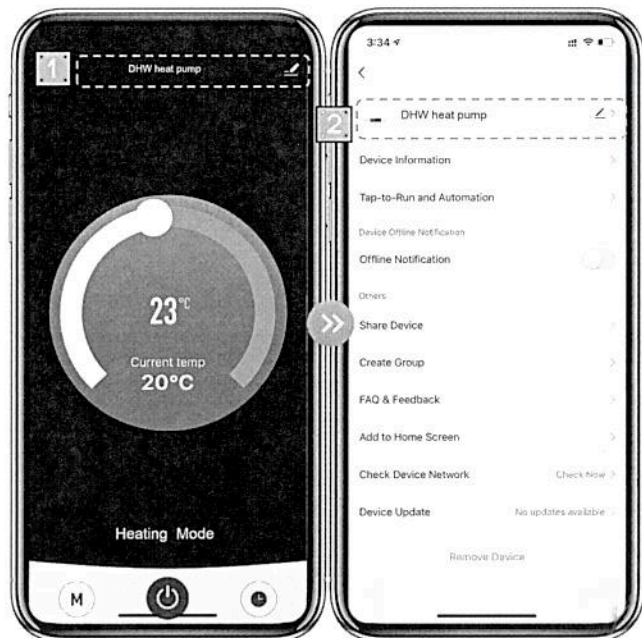 1
DHW heat pump
23°C
Current temp
20°C
Heating Mode
M
3:34
2
DHW heat pump
Device Information
Tap-to-Run and Automation
Device Offline Notification
Offline Notification
Others
Share Device
Create Group
FAQ & Feedback
Add to Home Screen
Check Device Network Check Now
Device Update No updates available
Remove Device